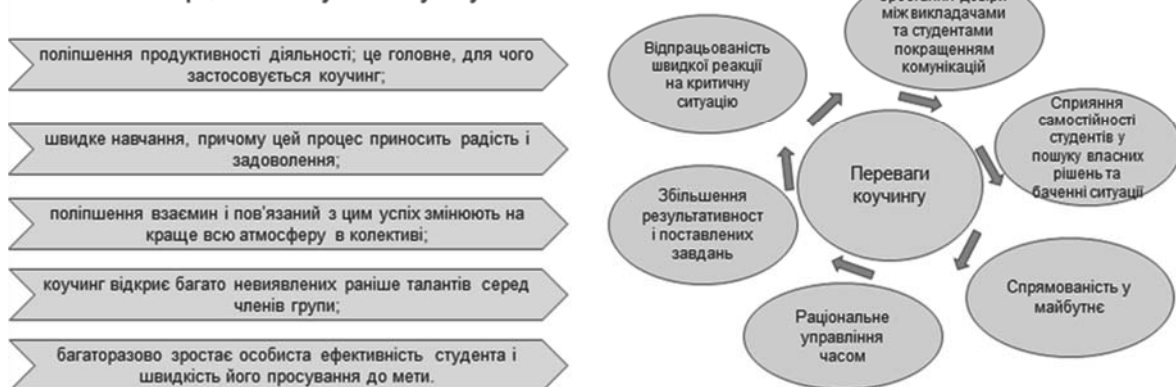 поліпшення продуктивності діяльності; це головне, для чого
застосовується коучинг;
швидке навчання, причому цей процес приносить радість і
задоволення;
поліпшення взаємин і пов'язаний з цим успіх змінюють на
краще всю атмосферу в колективі;
коучинг відкриє багато невиявлених раніше талантів серед
членів групи;
багаторазово зростає особиста ефективність студента і
швидкість його просування до мети.
Переваги
коучингу
між викладачами
та студентами
покращенням
комунікацій
Сприяння
самостійності
студентів у
пошуку власних
рішень та
баченні ситуації
Спрямованість у
майбутнє
Раціональне
управління
часом
Збільшення
результативност
і поставлених
завдань
Відпрацьованість
швидкої реакції
на критичну
ситуацію